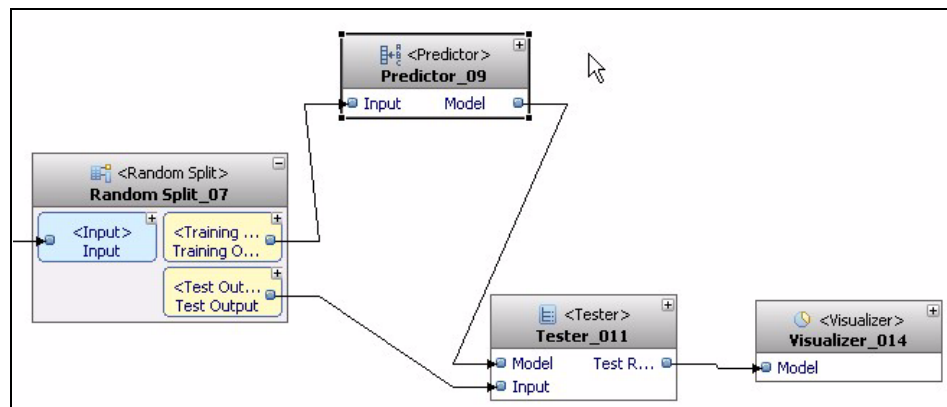 <Predictor>
Predictor_09
Input Model
<Random Split>
Random Split_07
<Input>
Input
<Training ...
Training O...
<Test Out...
Test Output
<Tester>
Tester_011
Model Test R...
Input
<Visualizer>
Visualizer_014
Model